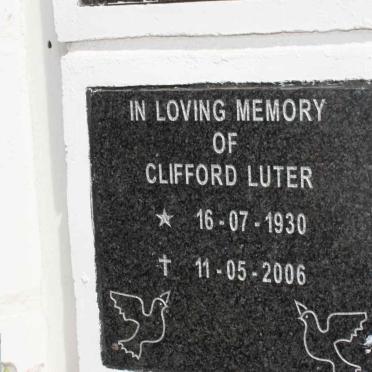 IN LOVING MEMORY
OF
CLIFFORD LUTER
16-07-1930
11-05-2006